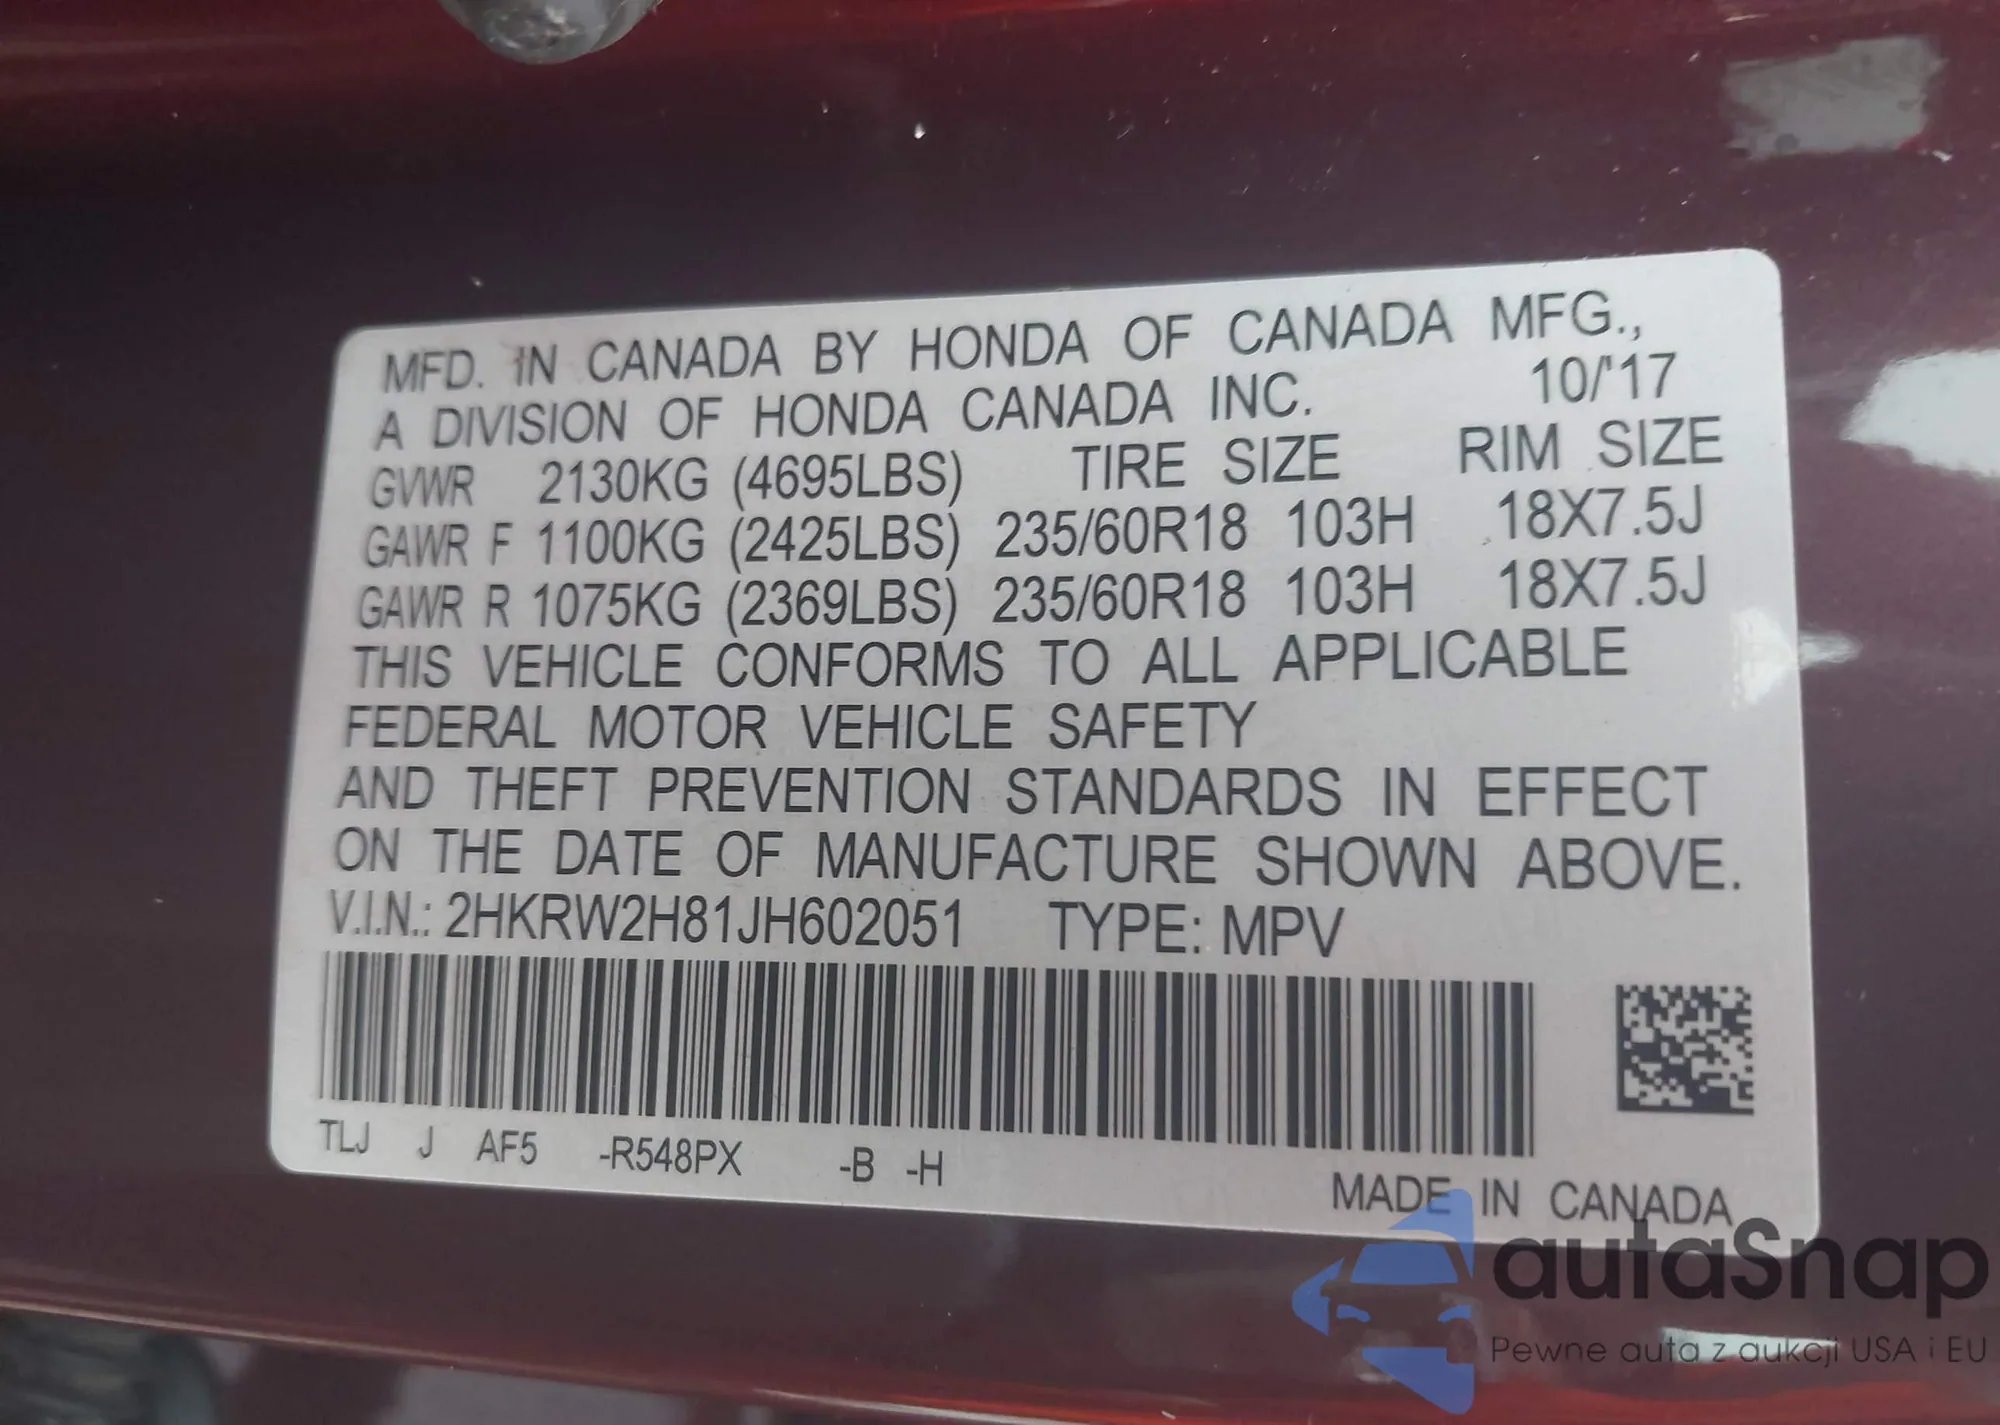 MFD. IN CANADA BY HONDA OF CANADA MFG.,
A DIVISION OF HONDA CANADA INC. 10/'17
GVWR 2130KG (4695LBS) TIRE SIZE RIM SIZE
GAWR F 1100KG (2425LBS) 235/60R18 103H 18X7.5J
GAWR R 1075KG (2369LBS) 235/60R18 103H 18X7.5J
THIS VEHICLE CONFORMS TO ALL APPLICABLE
FEDERAL MOTOR VEHICLE SAFETY
AND THEFT PREVENTION STANDARDS IN EFFECT
ON THE DATE OF MANUFACTURE SHOWN ABOVE.
V.I.N.: 2HKRW2H81JH602051 TYPE: MPV
TLJ J AF5 -R548PX -B -H
MADE IN CANADA
autaSnap
Pewne auta z aukcji USA i EU